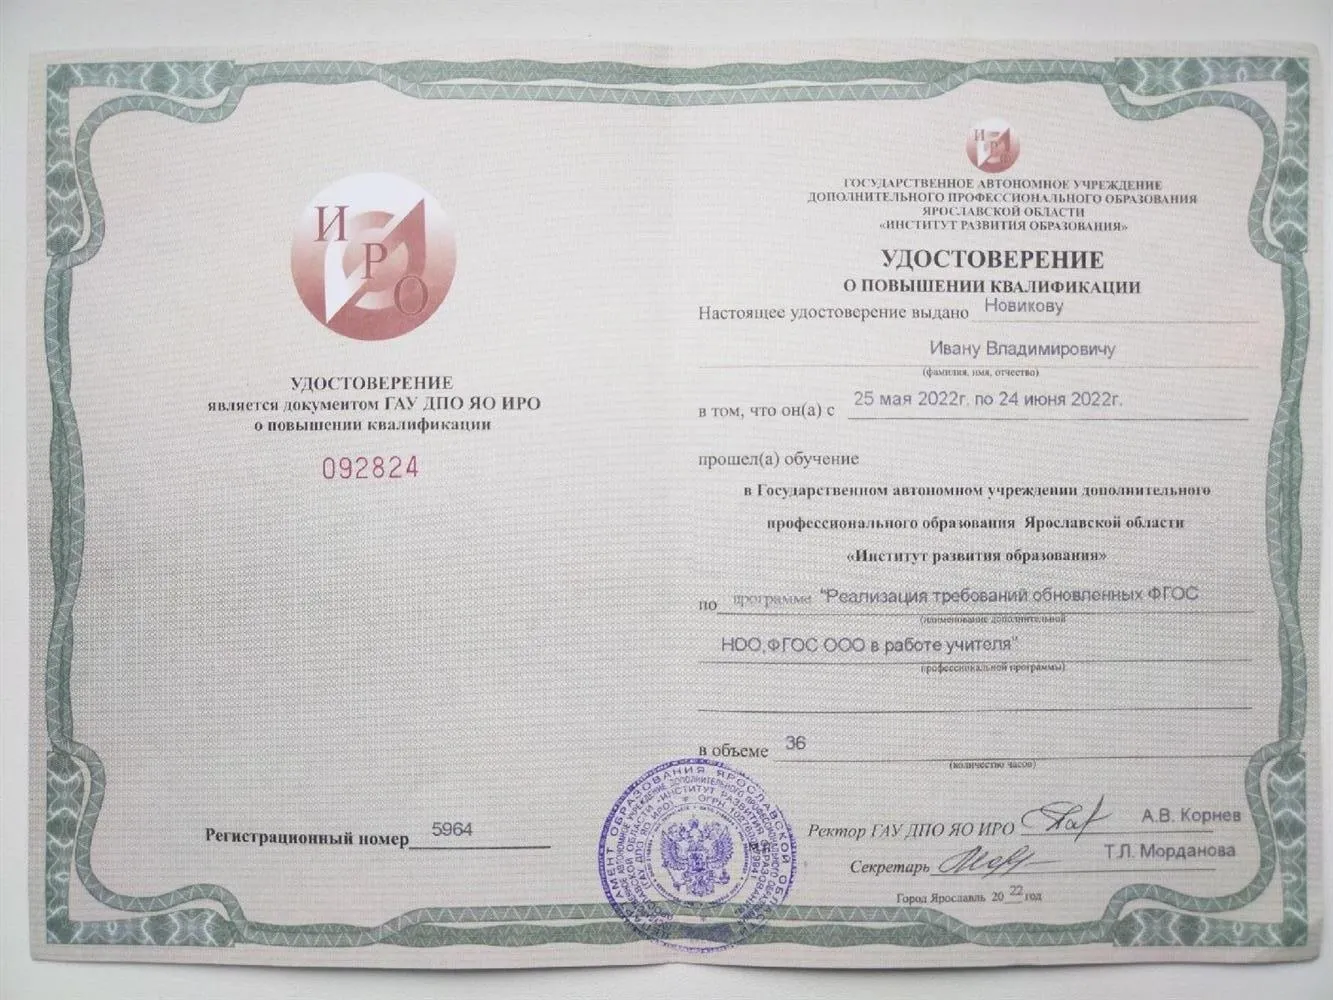 И
Р
О
УДОСТОВЕРЕНИЕ
является документом ГАУ ДПО ЯО ИРО
о повышении квалификации
092824
Регистрационный номер 5964
ИРО
ГОСУДАРСТВЕННОЕ АВТОНОМНОЕ УЧРЕЖДЕНИЕ
ДОПОЛНИТЕЛЬНОГО ПРОФЕССИОНАЛЬНОГО ОБРАЗОВАНИЯ
ЯРОСЛАВСКОЙ ОБЛАСТИ
«ИНСТИТУТ РАЗВИТИЯ ОБРАЗОВАНИЯ»
УДОСТОВЕРЕНИЕ
О ПОВЫШЕНИИ КВАЛИФИКАЦИИ
Настоящее удостоверение выдано Новикову
Ивану Владимировичу
(фамилия, имя, отчество)
в том, что он(а) с 25 мая 2022г. по 24 июня 2022г.
прошел(а) обучение
в Государственном автономном учреждении дополнительного
профессионального образования Ярославской области
«Институт развития образования»
по программе "Реализация требований обновленных ФГОС
(наименование дополнительной
НОО,ФГОС ООО в работе учителя"
профессиональной программы)
в объеме 36
(количество часов)
Ректор ГАУ ДПО ЯО ИРО А.В. Корнев
Секретарь Т.Л. Морданова
Город Ярославль 20 22 год